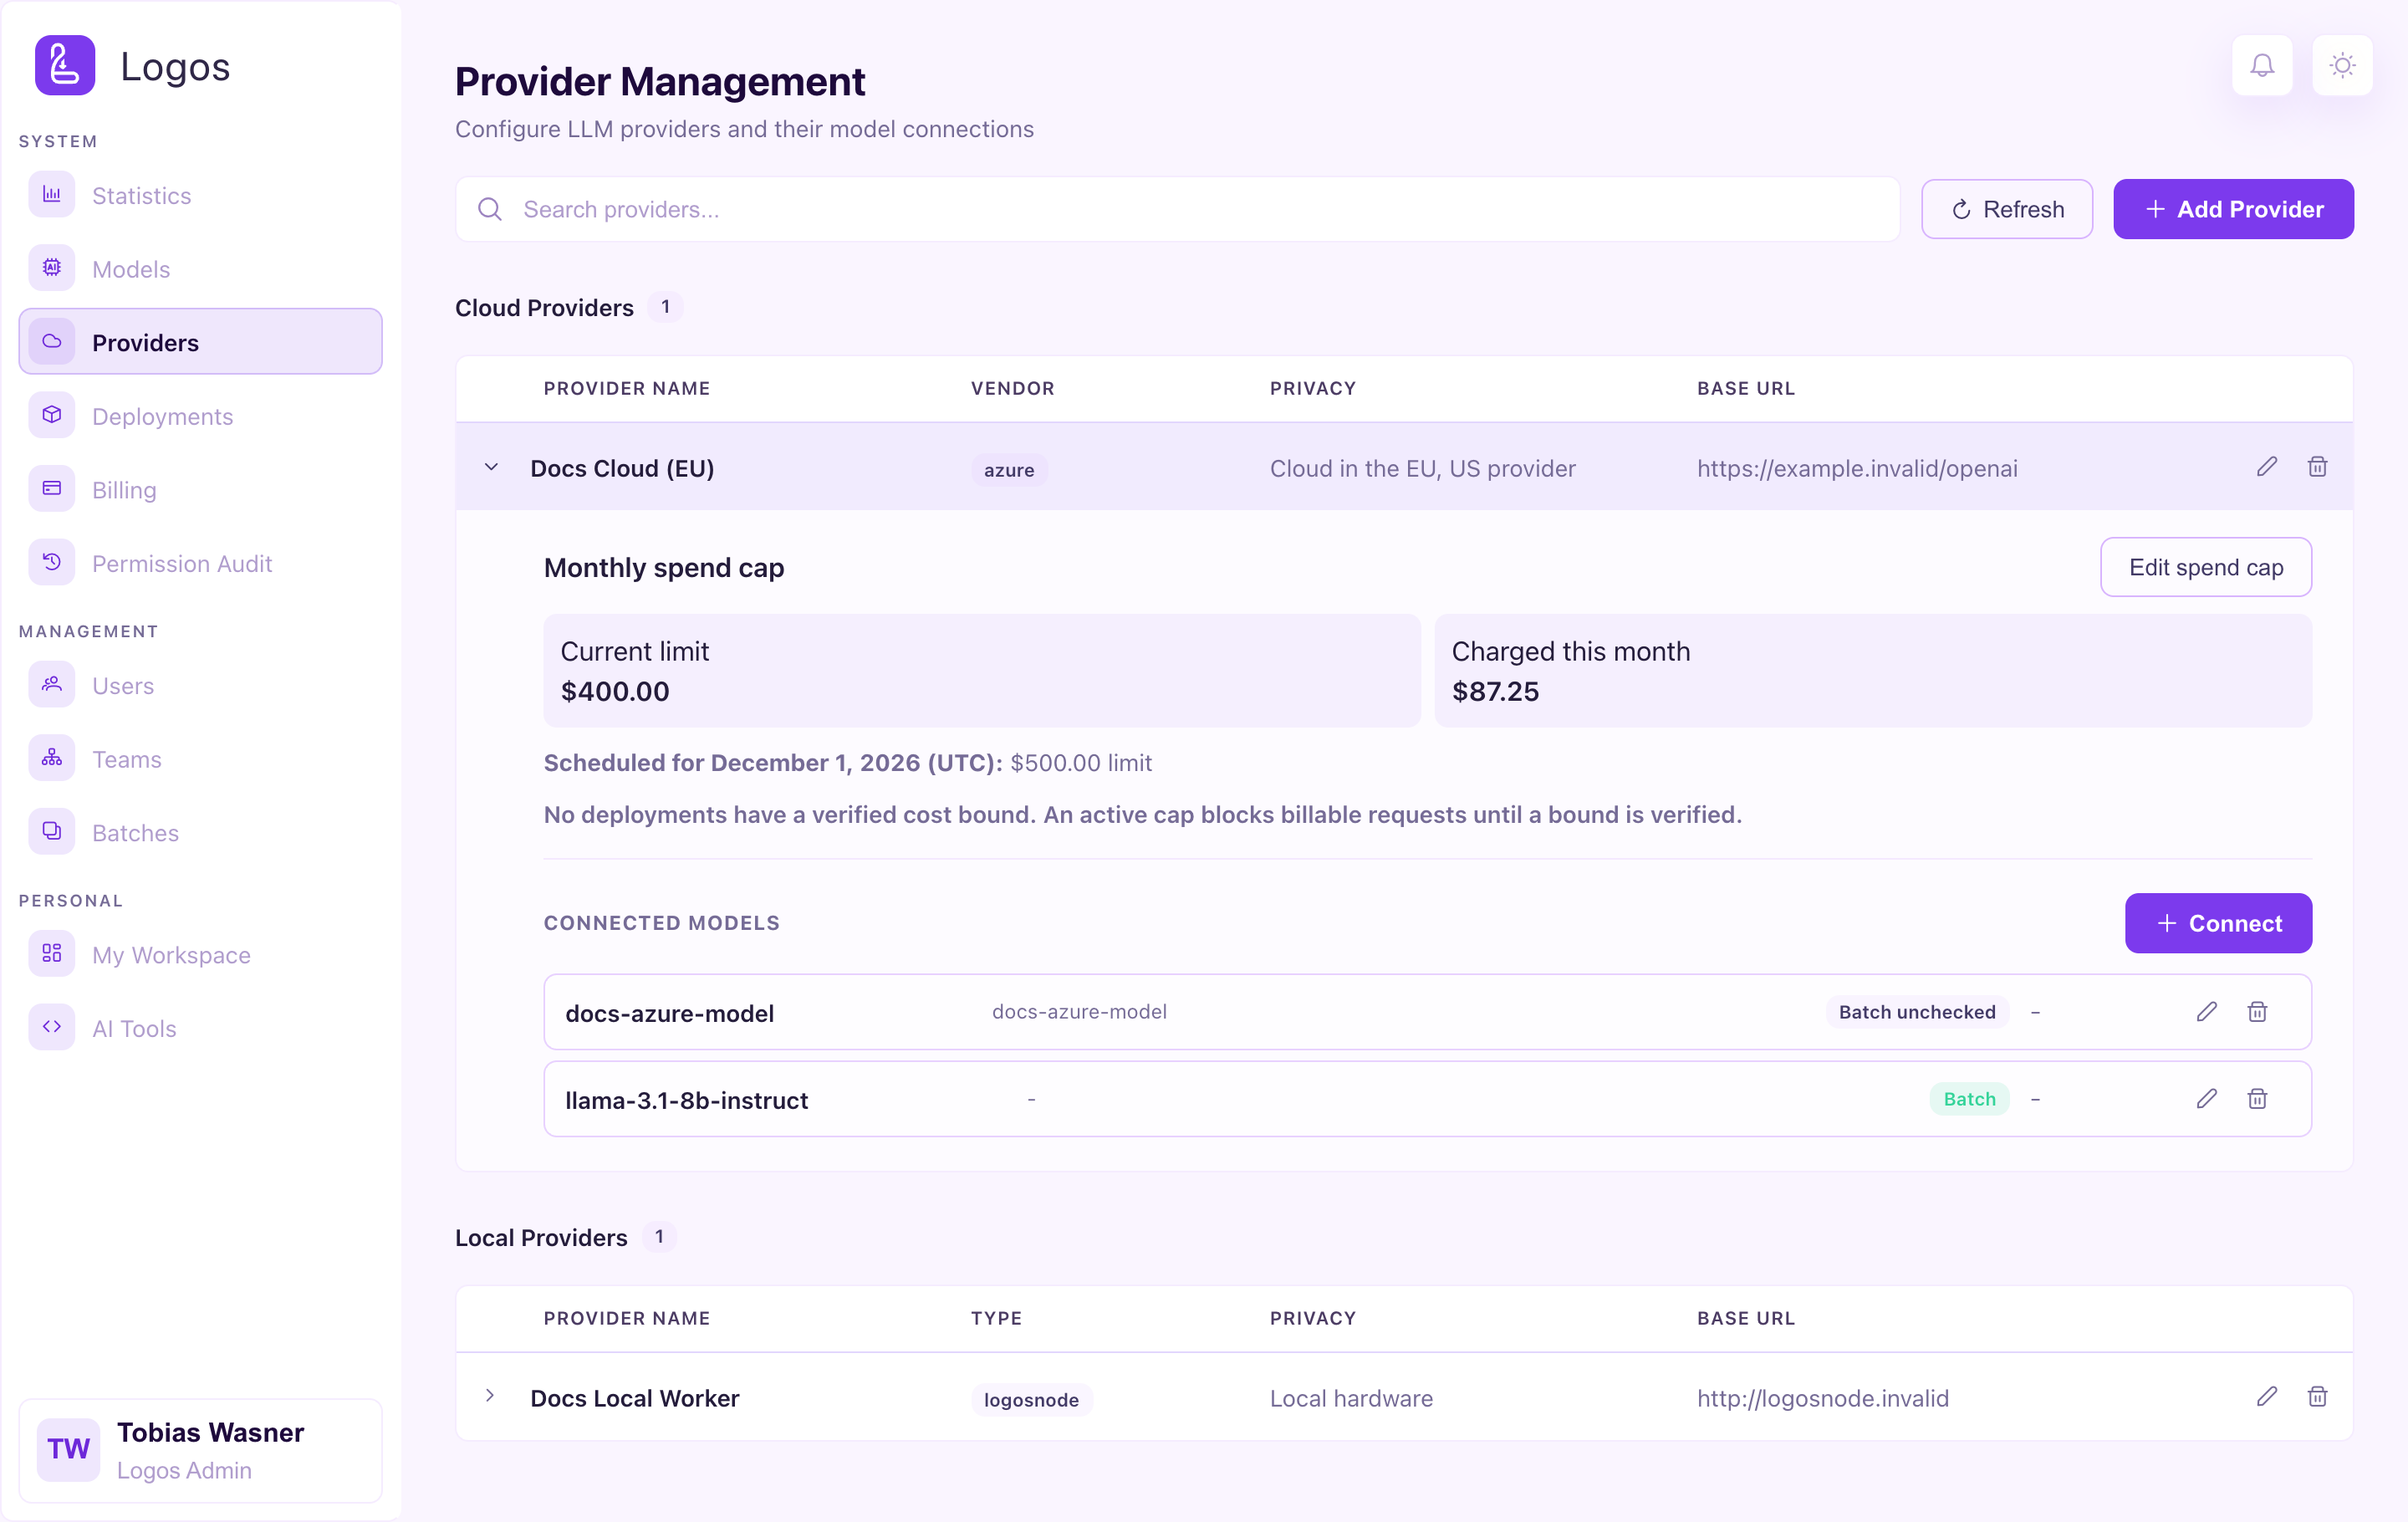 Logos
SYSTEM
Statistics
Models
Providers
Deployments
Billing
Permission Audit
MANAGEMENT
Users
Teams
Batches
PERSONAL
My Workspace
AI Tools
TW
Tobias Wasner
Logos Admin
Provider Management
Configure LLM providers and their model connections
Search providers...
Refresh
+ Add Provider
Cloud Providers 1
PROVIDER NAME VENDOR PRIVACY BASE URL
Docs Cloud (EU) azure Cloud in the EU, US provider https://example.invalid/openai
Monthly spend cap
Edit spend cap
Current limit
$400.00
Charged this month
$87.25
Scheduled for December 1, 2026 (UTC): $500.00 limit
No deployments have a verified cost bound. An active cap blocks billable requests until a bound is verified.
CONNECTED MODELS
+ Connect
docs-azure-model docs-azure-model Batch unchecked –
llama-3.1-8b-instruct - Batch –
Local Providers 1
PROVIDER NAME TYPE PRIVACY BASE URL
Docs Local Worker logosnode Local hardware http://logosnode.invalid